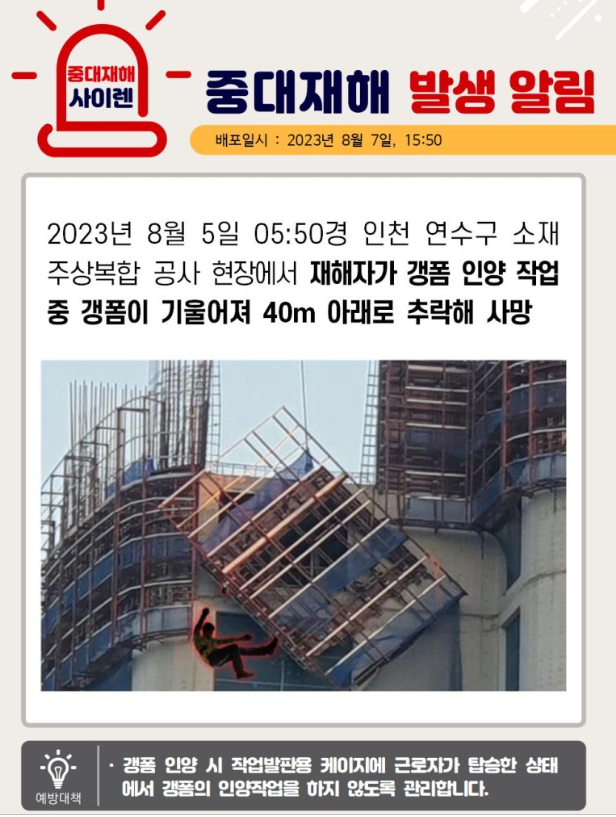 중대재해
사이렌
중대재해 발생 알림
배포일시 : 2023년 8월 7일, 15:50
2023년 8월 5일 05:50경 인천 연수구 소재
주상복합 공사 현장에서 재해자가 갱폼 인양 작업
중 갱폼이 기울어져 40m 아래로 추락해 사망
예방대책
· 갱폼 인양 시 작업발판용 케이지에 근로자가 탑승한 상태
에서 갱폼의 인양작업을 하지 않도록 관리합니다.